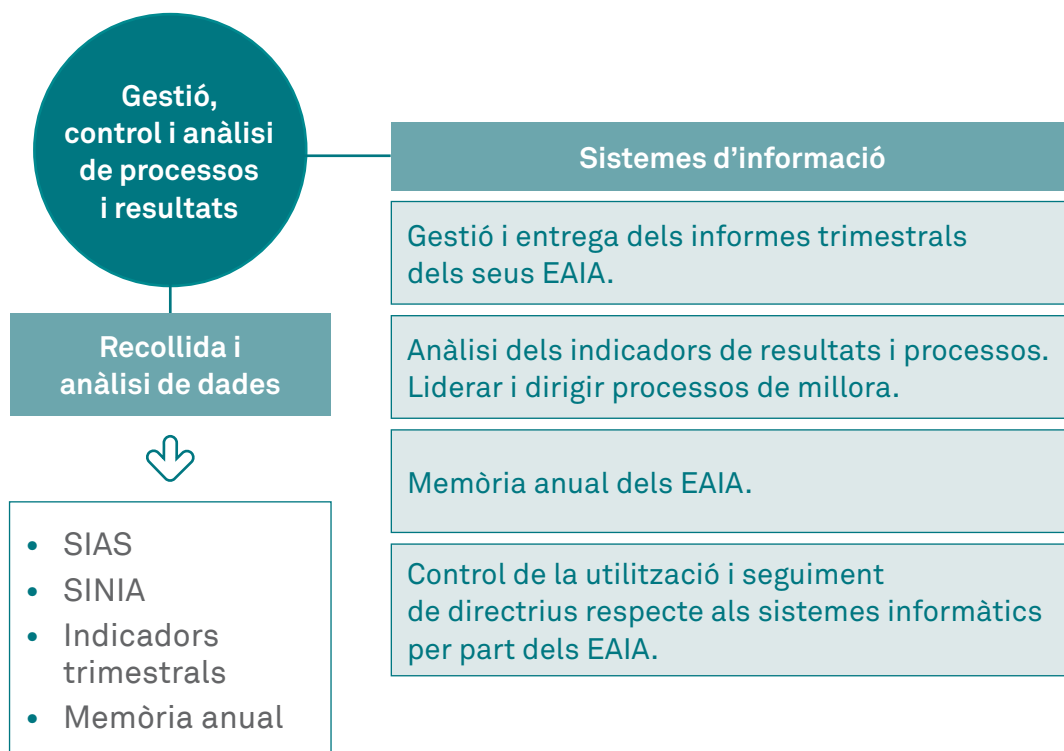 Gestió,
control i anàlisi
de processos
i resultats
Sistemes d’informació
Gestió i entrega dels informes trimestrals
dels seus EAIA.
Anàlisi dels indicadors de resultats i processos.
Liderar i dirigir processos de millora.
Memòria anual dels EAIA.
Control de la utilització i seguiment
de directrius respecte als sistemes informàtics
per part dels EAIA.
Recollida i
anàlisi de dades
• SIAS
• SINIA
• Indicadors
trimestrals
• Memòria anual